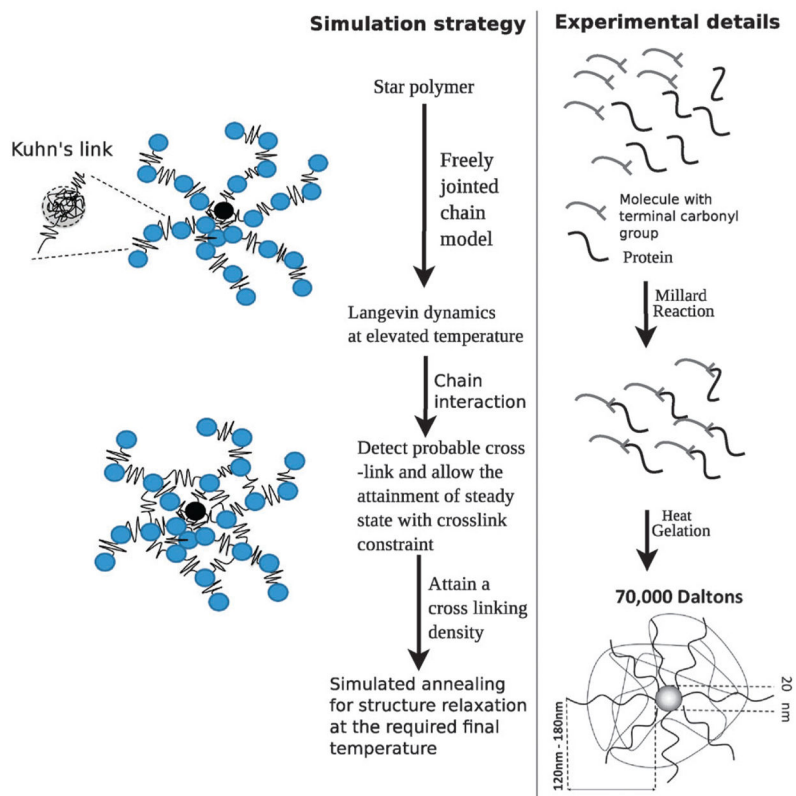 Simulation strategy
Star polymer
Kuhn's link
Freely
jointed
chain
model
Langevin dynamics
at elevated temperature
Chain
interaction
Detect probable cross
-link and allow the
attainment of steady
state with crosslink
constraint
Attain a
cross linking
density
Simulated annealing
for structure relaxation
at the required final
temperature
Experimental details
Molecule with
terminal carbonyl
group
Protein
Millard
Reaction
Heat
Gelation
70,000 Daltons
20 nm
120nm - 180nm